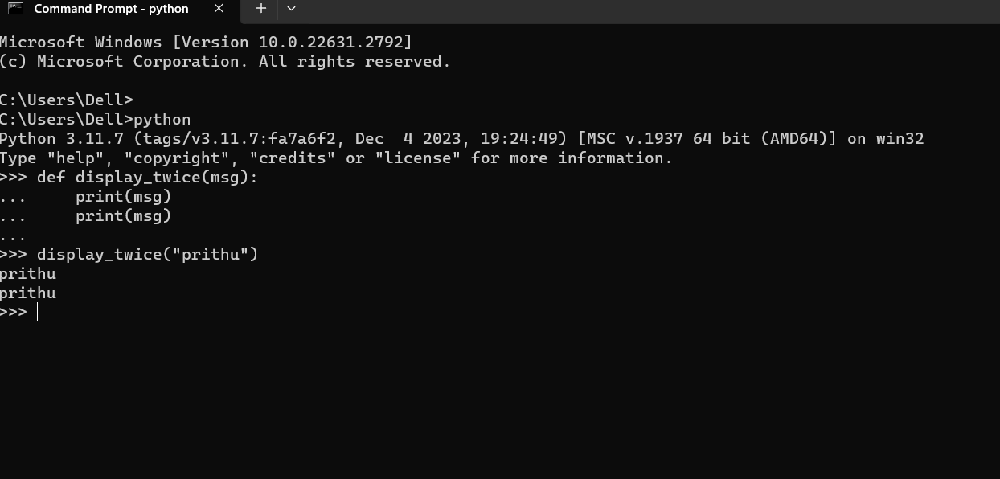 Command Prompt - python
Microsoft Windows [Version 10.0.22631.2792]
(c) Microsoft Corporation. All rights reserved.
C:\Users\Dell>
C:\Users\Dell>python
Python 3.11.7 (tags/v3.11.7:fa7a6f2, Dec  4 2023, 19:24:49) [MSC v.1937 64 bit (AMD64)] on win32
Type "help", "copyright", "credits" or "license" for more information.
>>> def display_twice(msg):
...     print(msg)
...     print(msg)
...
>>> display_twice("prithu")
prithu
prithu
>>>